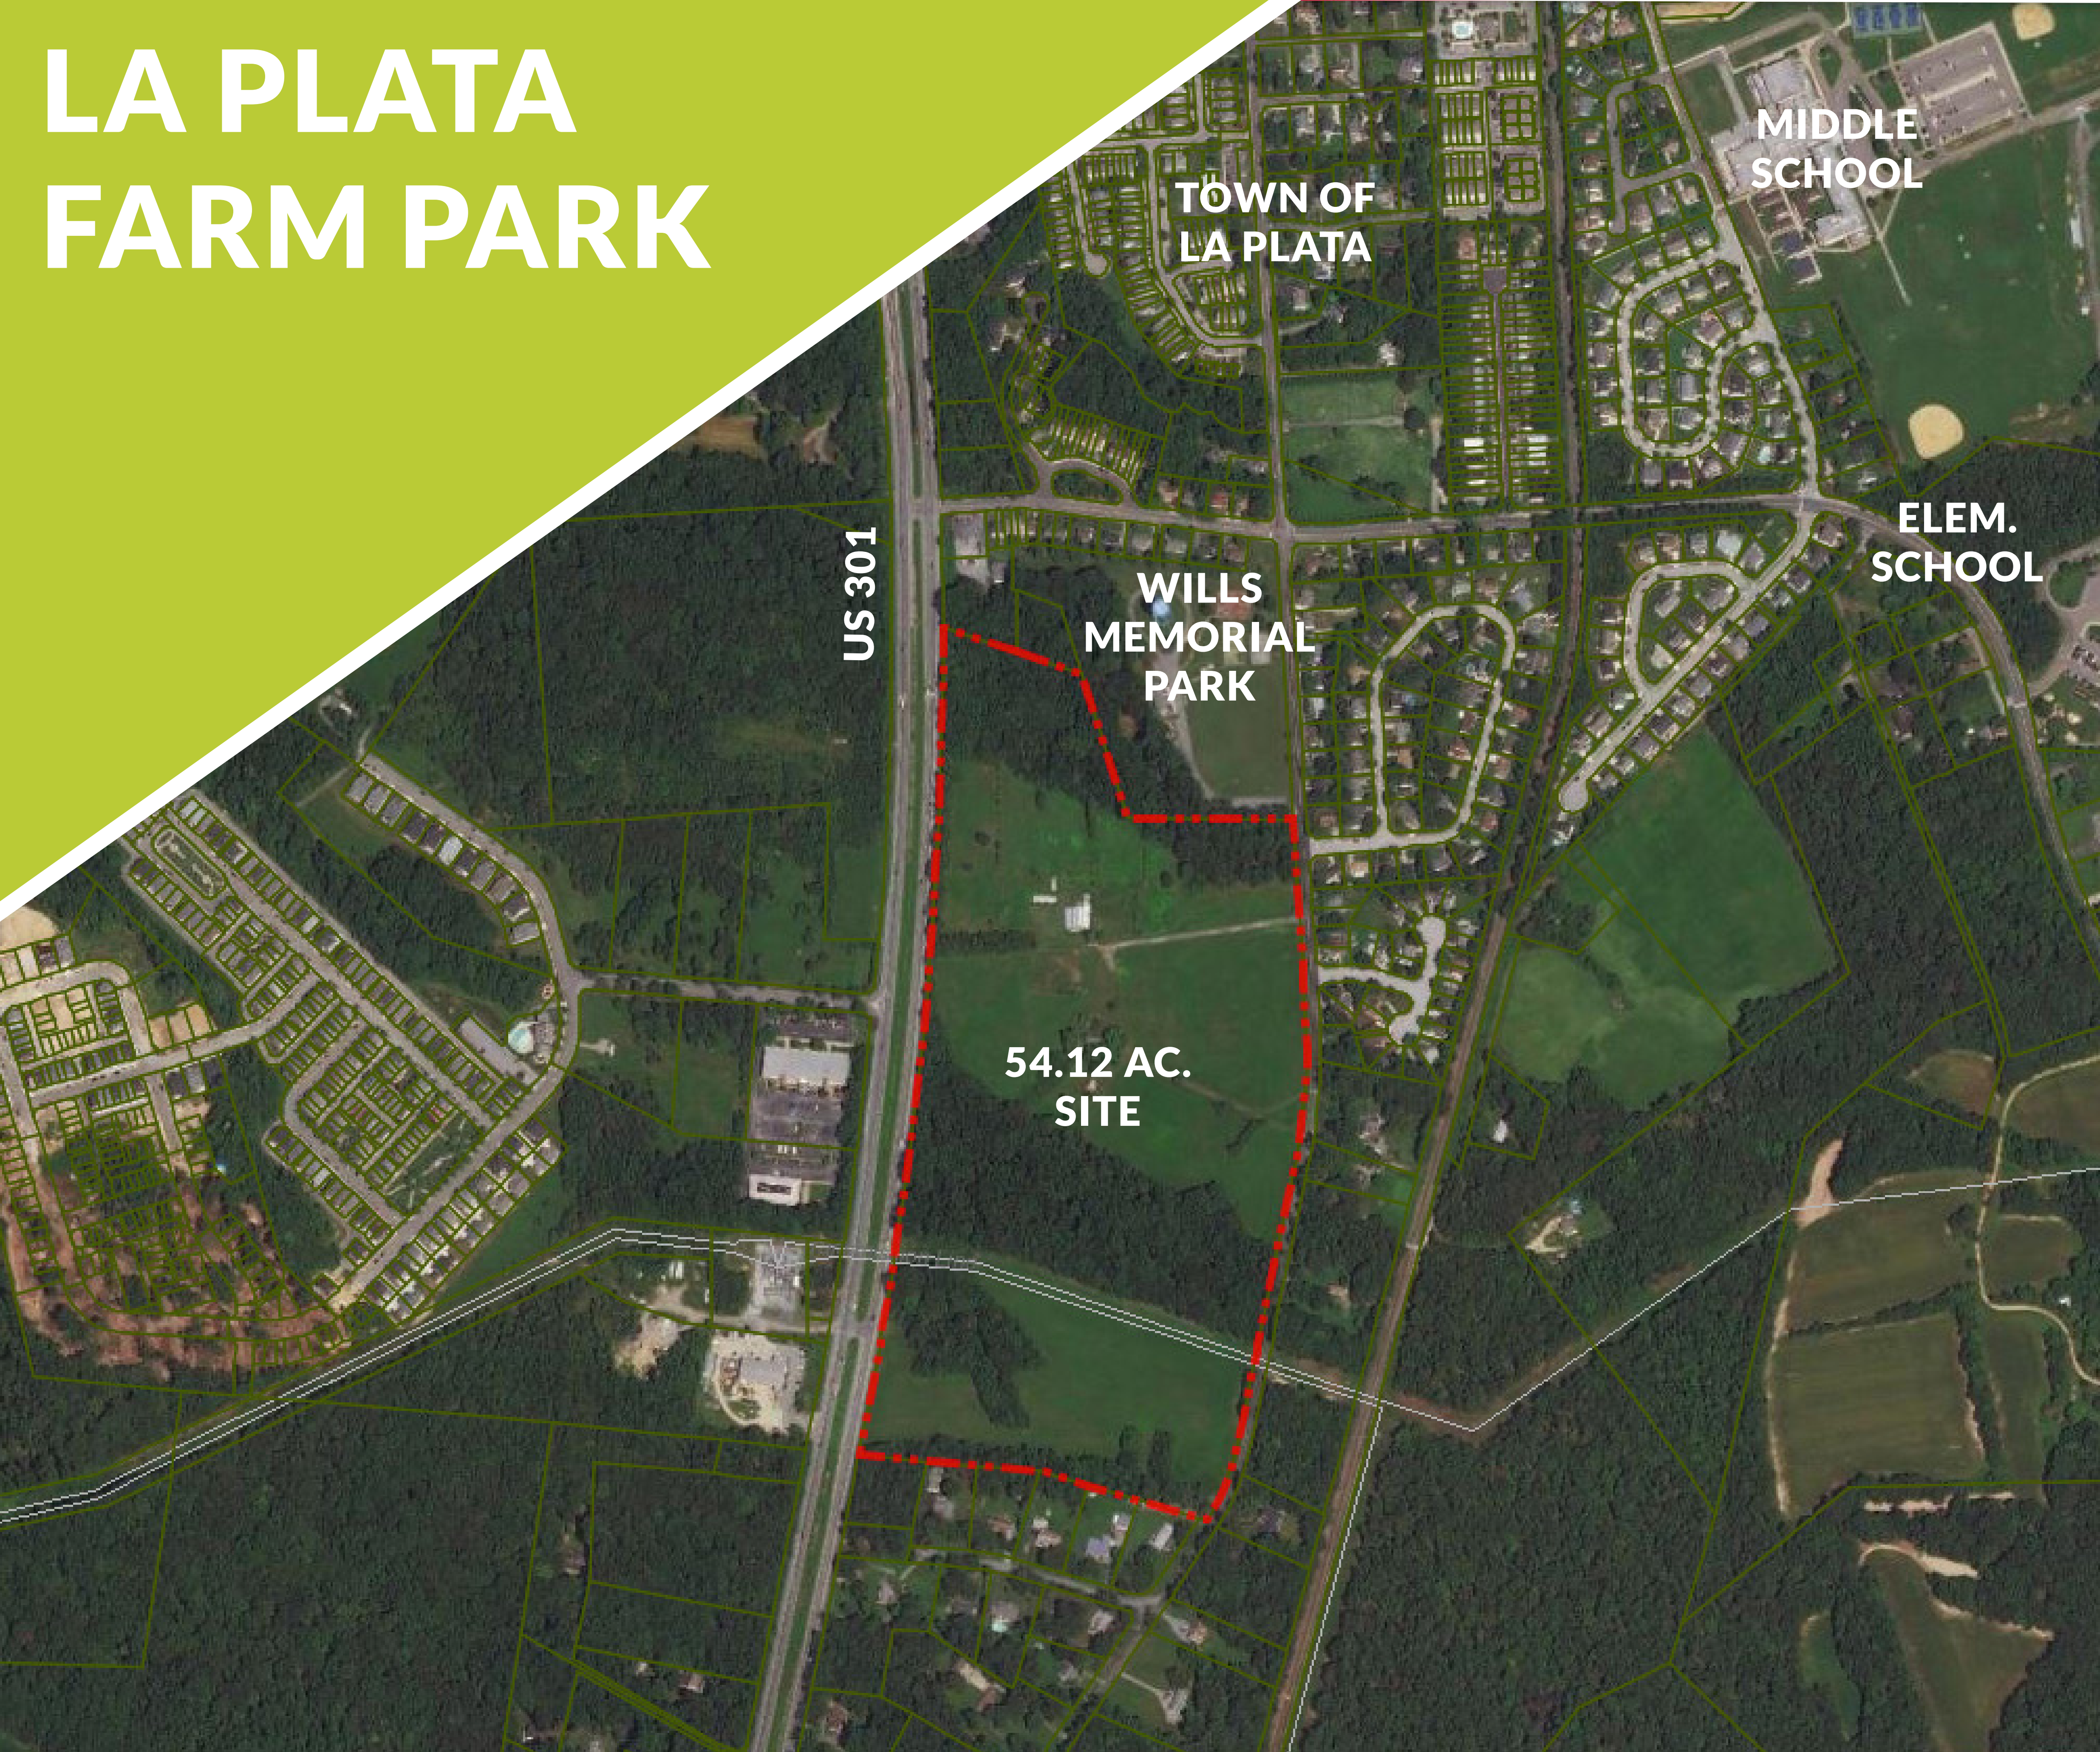 LA PLATA
FARM PARK
MIDDLE
SCHOOL
TOWN OF
LA PLATA
ELEM.
SCHOOL
US 301
WILLS
MEMORIAL
PARK
54.12 AC.
SITE